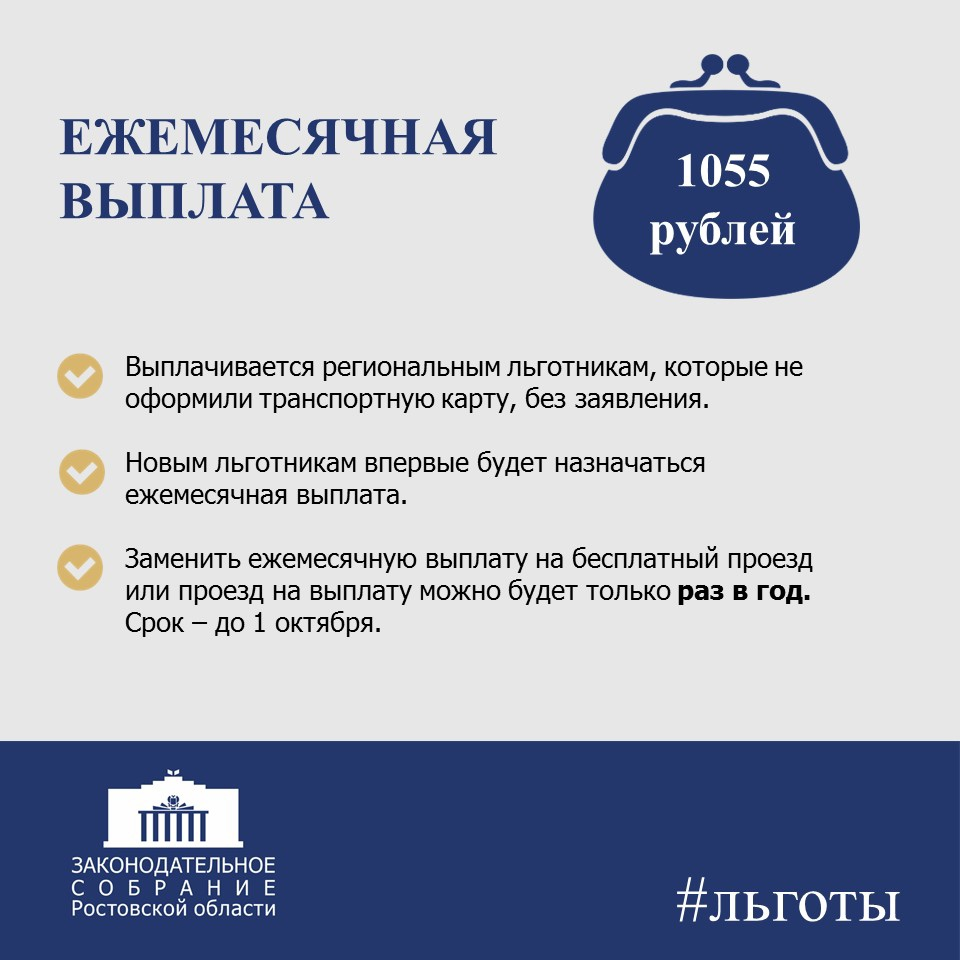 ЕЖЕМЕСЯЧНАЯ
ВЫПЛАТА
1055
рублей
Выплачивается региональным льготникам, которые не
оформили транспортную карту, без заявления.
Новым льготникам впервые будет назначаться
ежемесячная выплата.
Заменить ежемесячную выплату на бесплатный проезд
или проезд на выплату можно будет только раз в год.
Срок – до 1 октября.
ЗАКОНОДАТЕЛЬНОЕ
СОБРАНИЕ
Ростовской области
#льготы